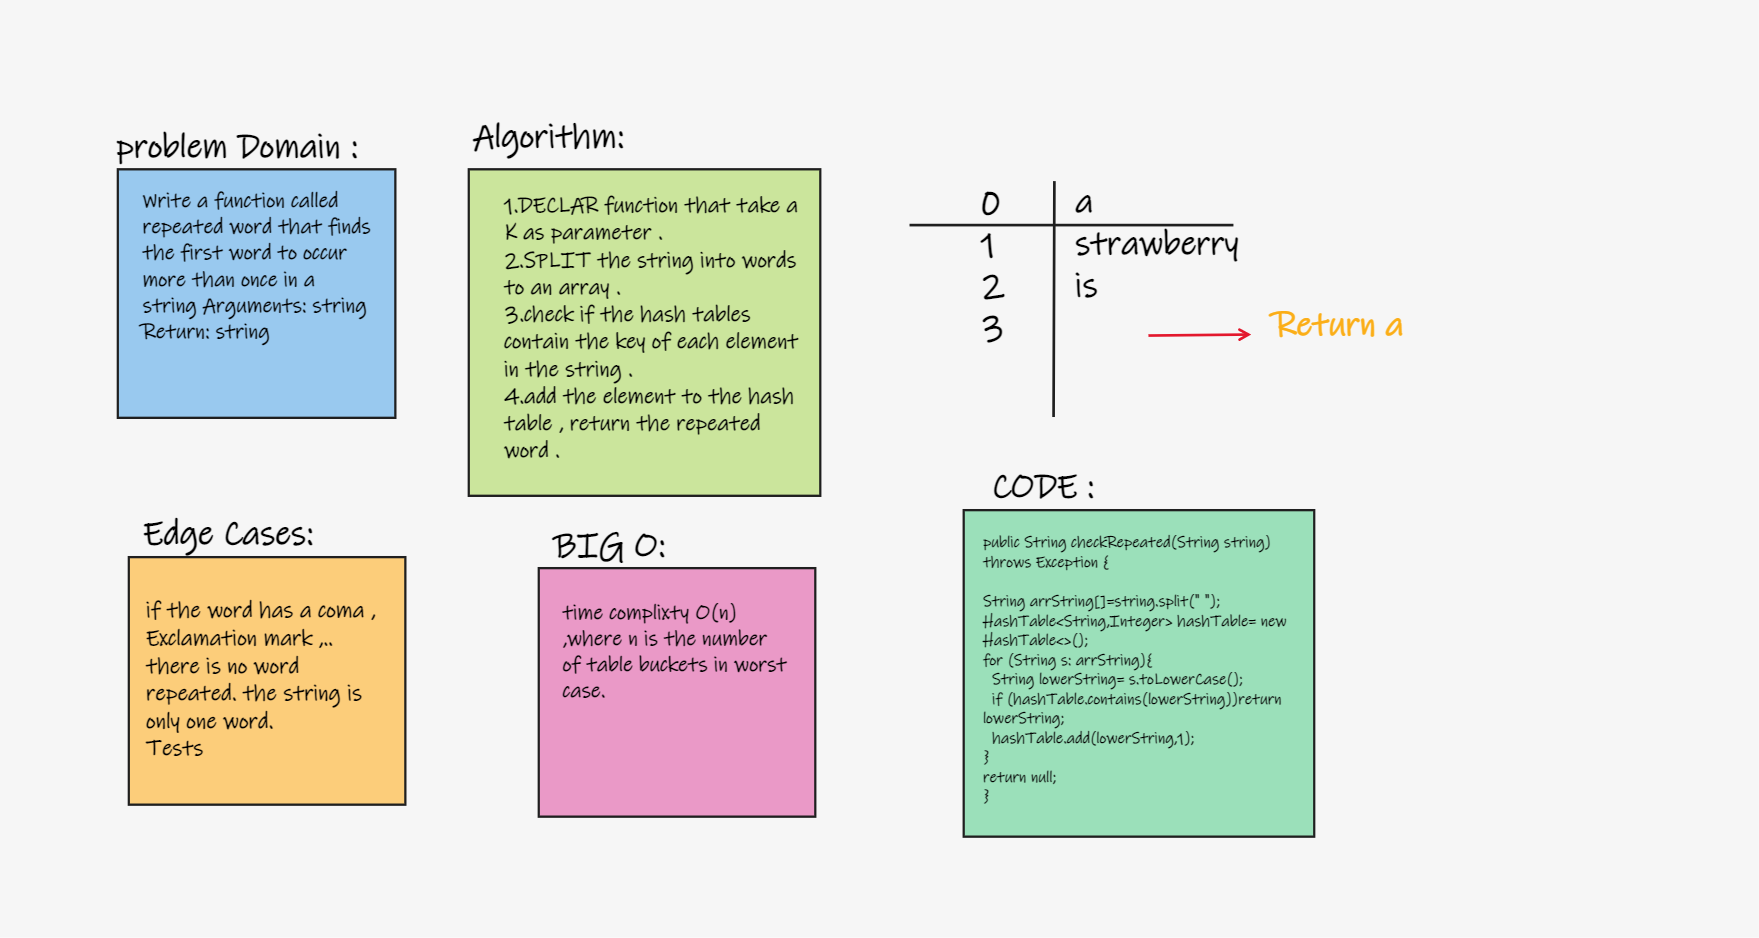 problem Domain :
Write a function called
repeated word that finds
the first word to occur
more than once in a
string Arguments: string
Return: string
Algorithm:
1.DECLAR function that take a
K as parameter .
2.SPLIT the string into words
to an array .
3.check if the hash tables
contain the key of each element
in the string .
4.add the element to the hash
table , return the repeated
word .
0 a
1 strawberry
2 is
3
Return a
Edge Cases:
if the word has a coma ,
Exclamation mark ,..
there is no word
repeated. the string is
only one word.
Tests
BIG O:
time complixty O(n)
,where n is the number
of table buckets in worst
case.
CODE :
public String checkRepeated(String string)
throws Exception {
String arrString[]=string.split(" ");
HashTable<String,Integer> hashTable= new
HashTable<>();
for (String s: arrString){
String lowerString= s.toLowerCase();
if (hashTable.contains(lowerString))return
lowerString;
hashTable.add(lowerString,1);
}
return null;
}